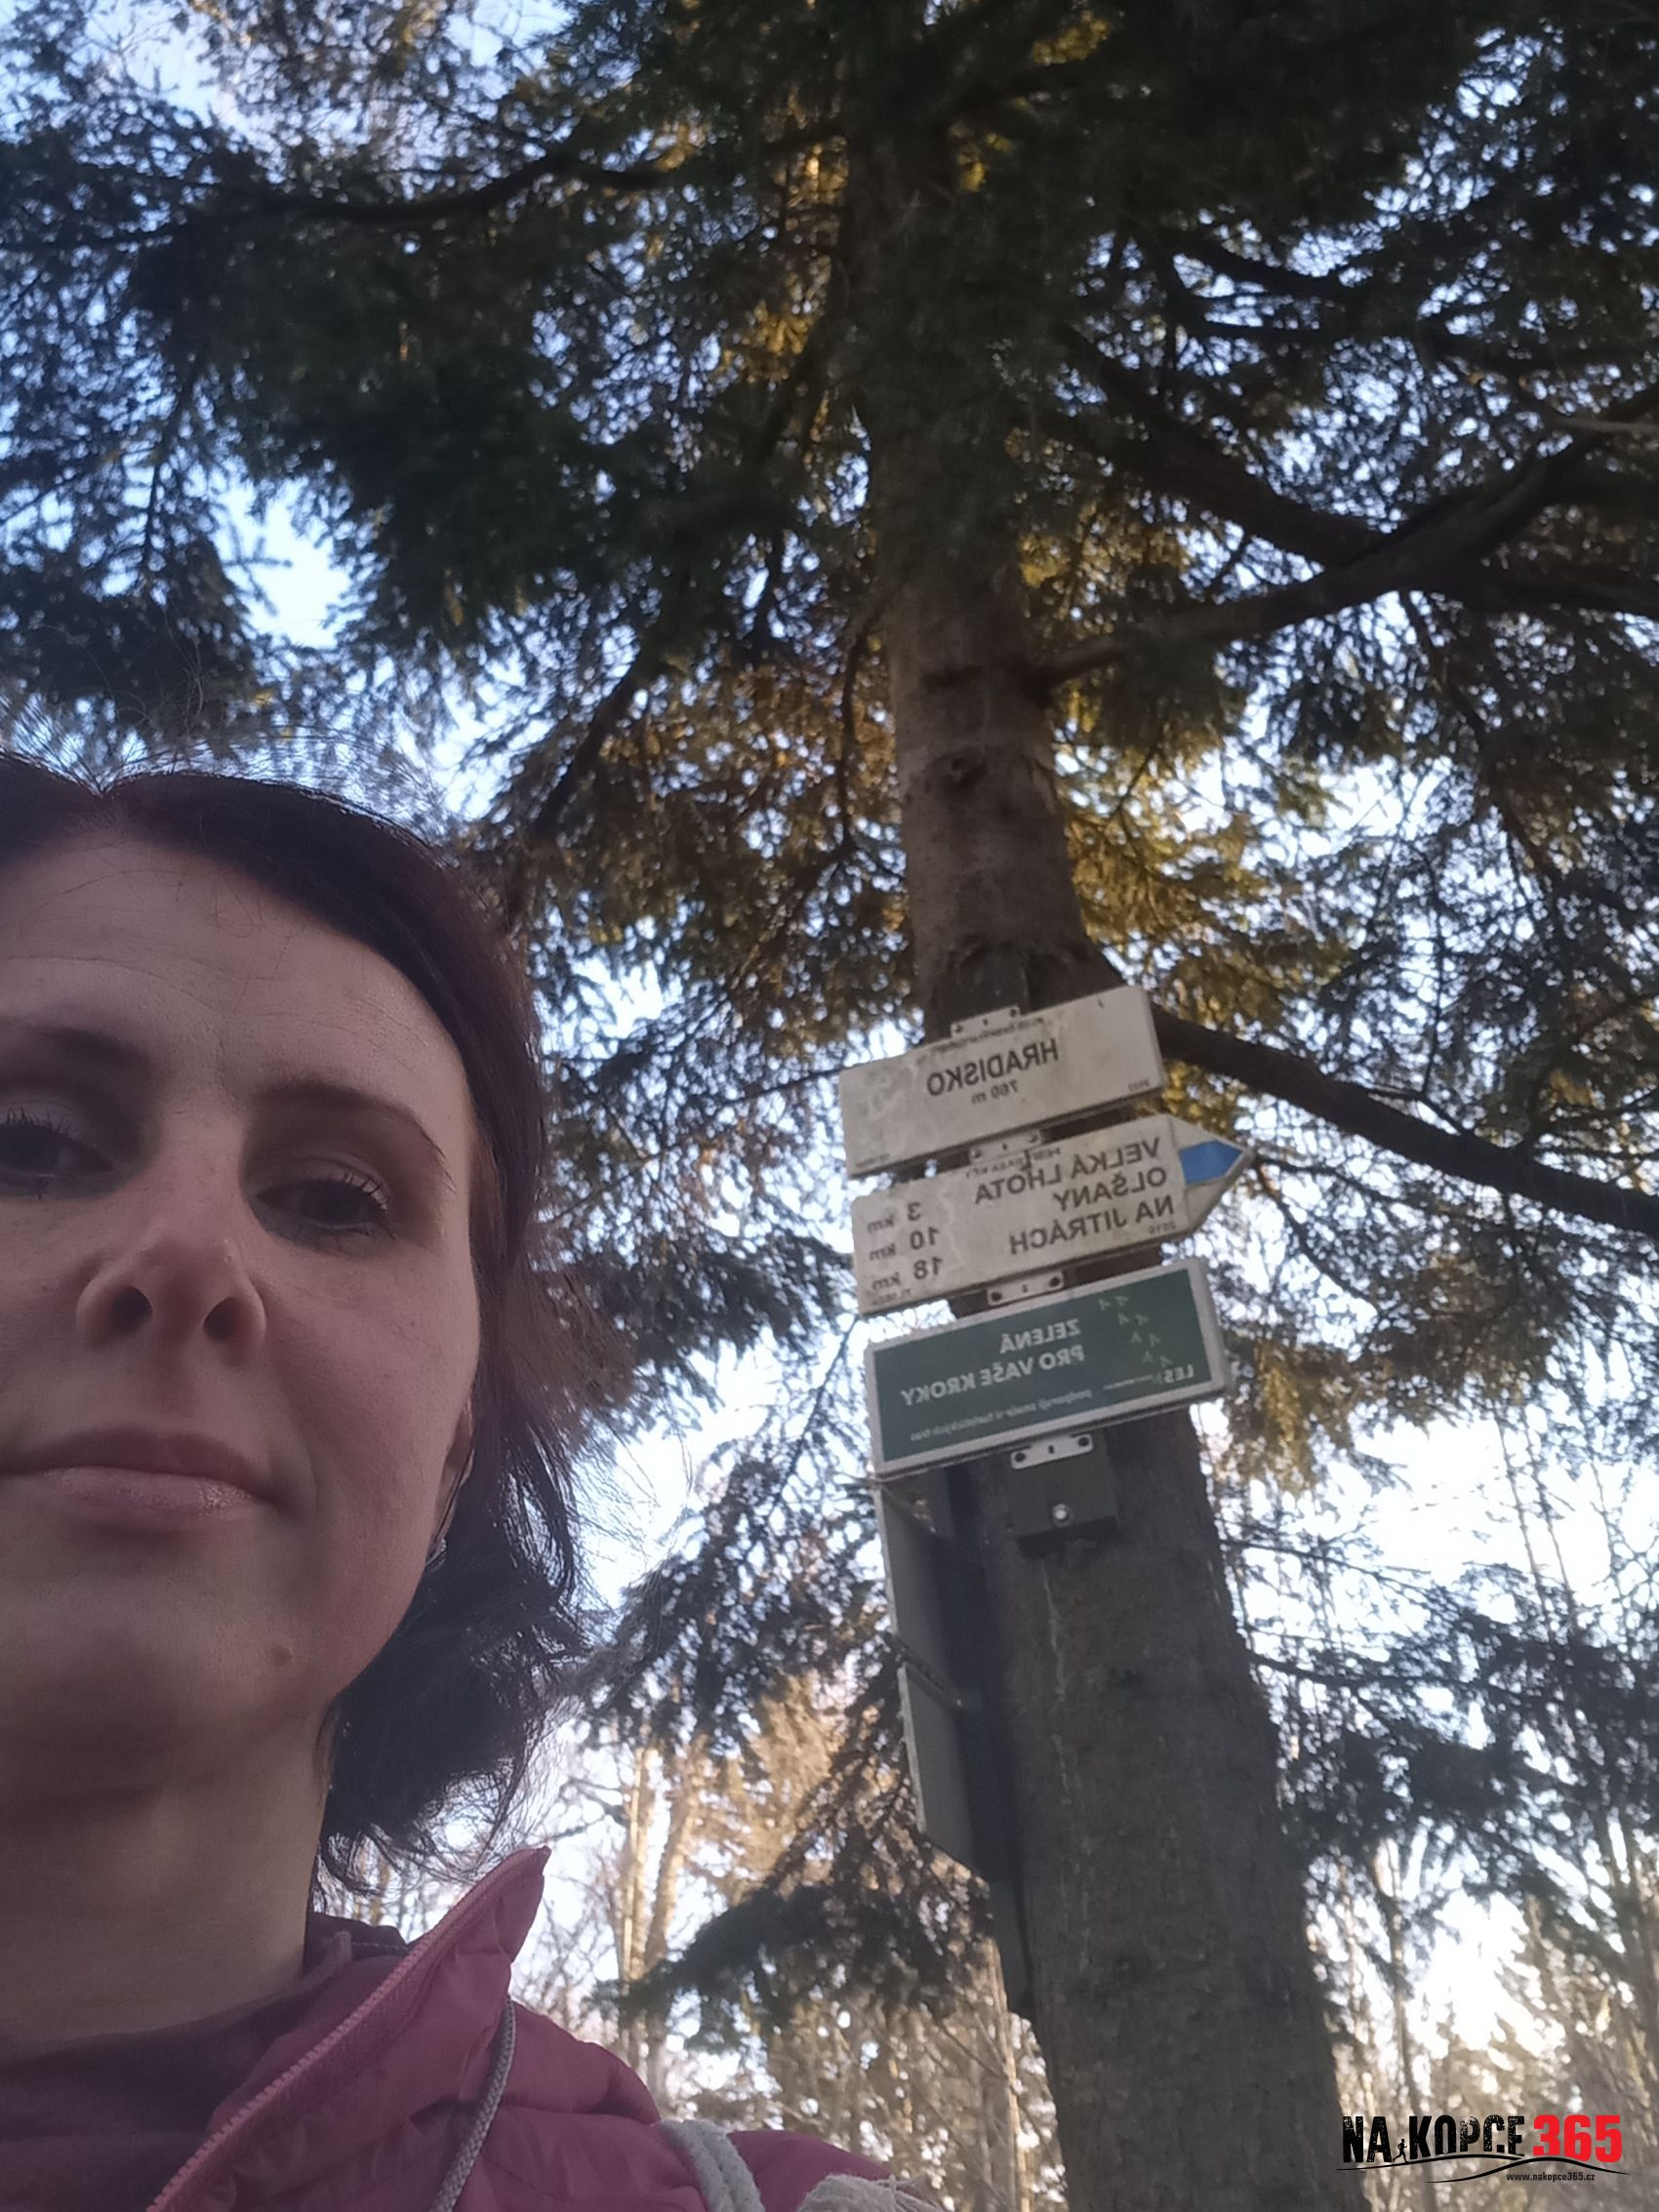 HRADISKO
760 m
VELKÁ LHOTA 3 km
OLŠANY 10 km
NA JITRÁCH 18 km
2010
ZELENÁ
PRO VAŠE KROKY
NA KOPCE 365
www.nakopce365.cz